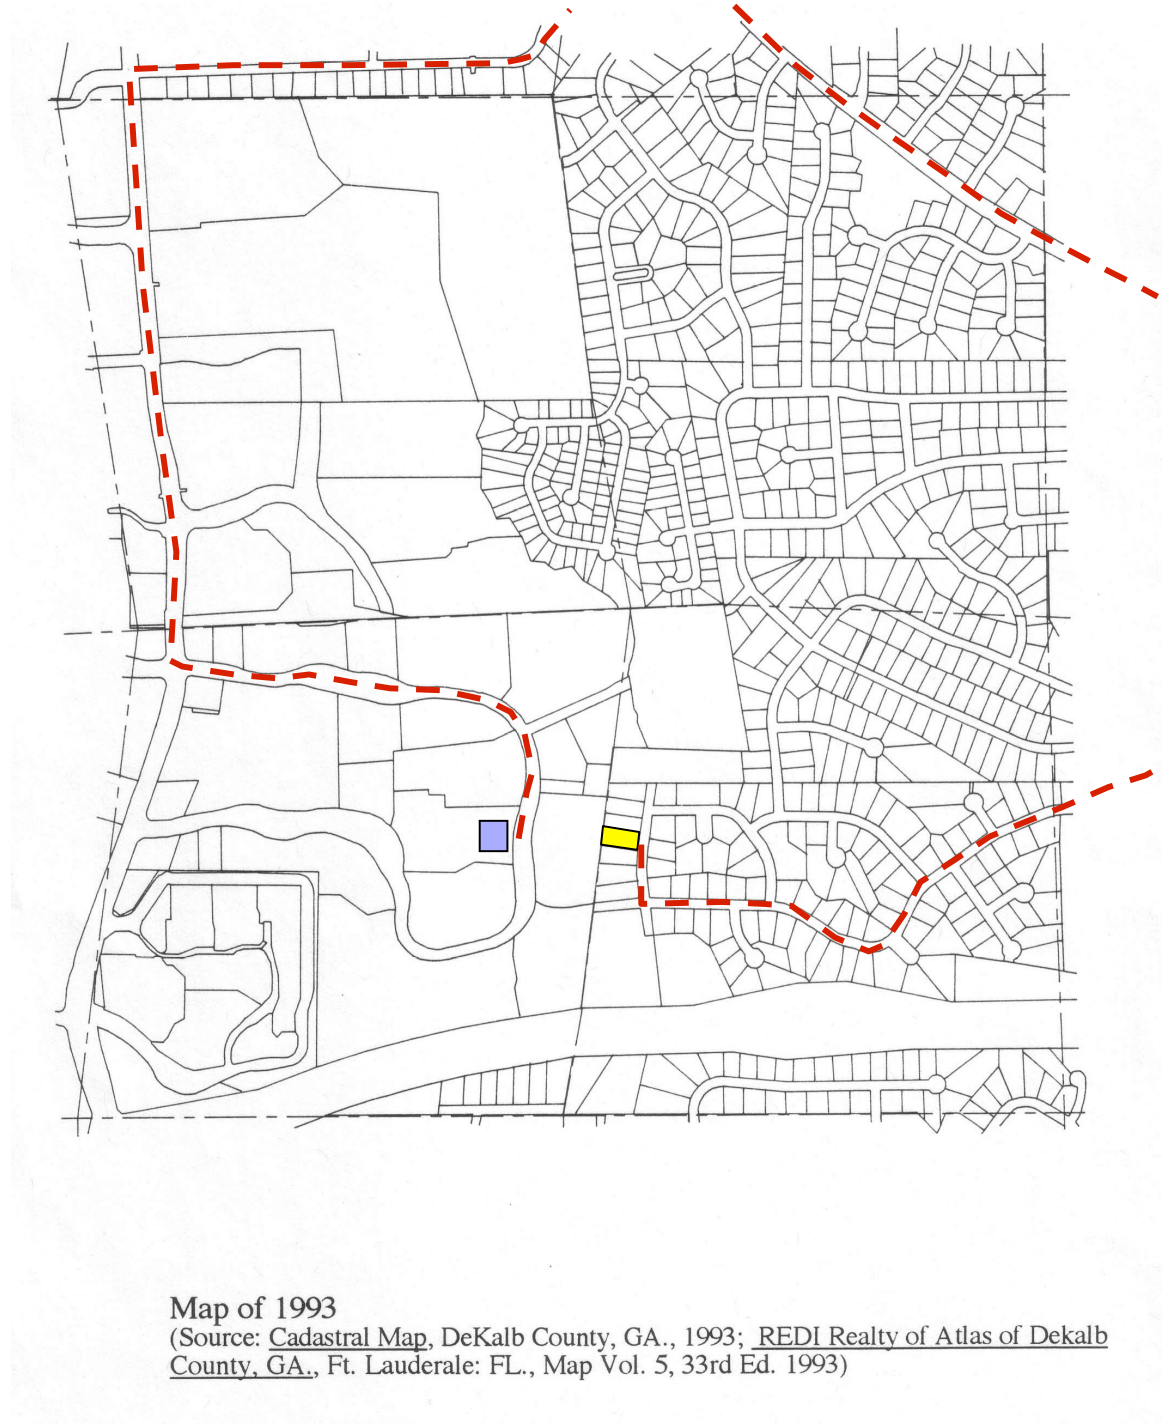 Map of 1993
(Source: Cadastral Map, DeKalb County, GA., 1993; REDI Realty of Atlas of Dekalb
County, GA., Ft. Lauderale: FL., Map Vol. 5, 33rd Ed. 1993)